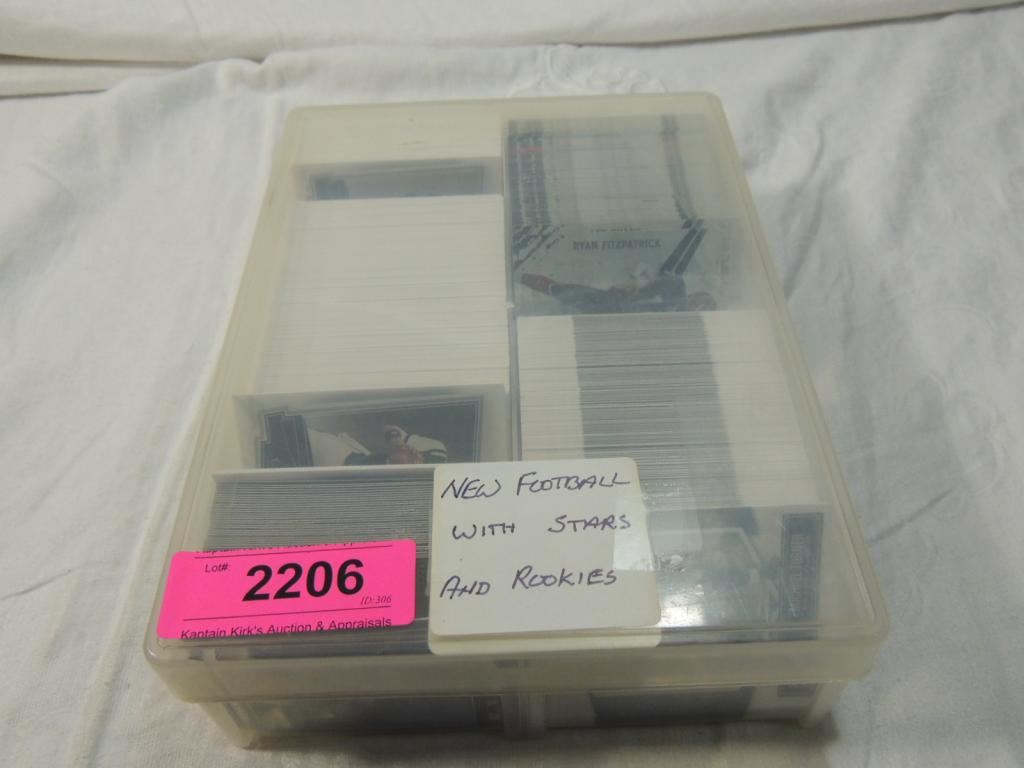 RYAN FITZPATRICK
NEW FOOTBALL
WITH STARS
AND ROOKIES
Lot#: 2206
ID:306
Kaptain Kirk's Auction & Appraisals